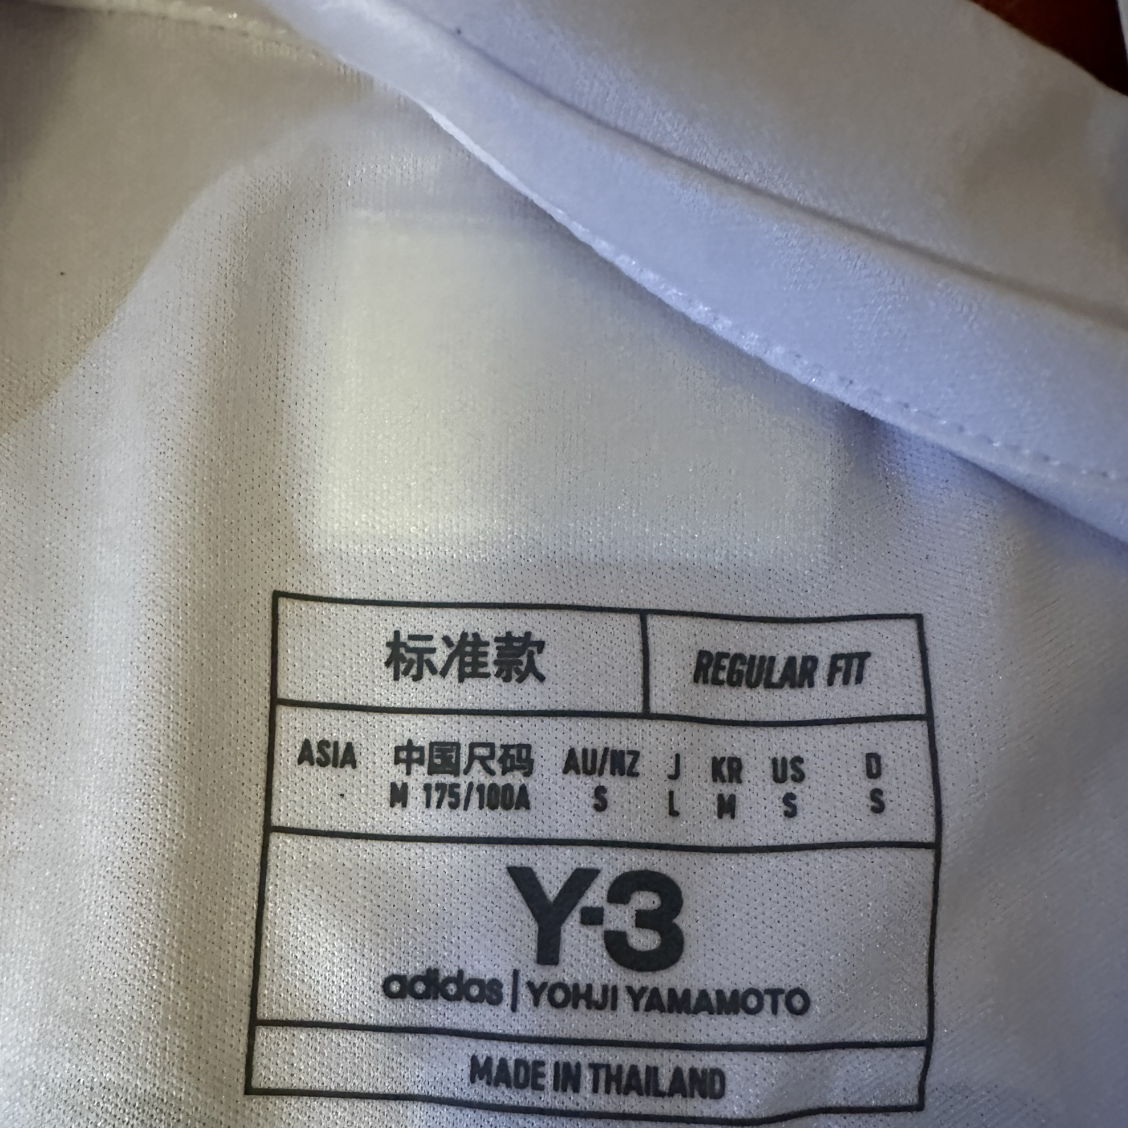 标准款 REGULAR FIT
ASIA 中国尺码 AU/NZ J KR US D
M 175/100A S L M S S
Y-3
adidas | YOHJI YAMAMOTO
MADE IN THAILAND